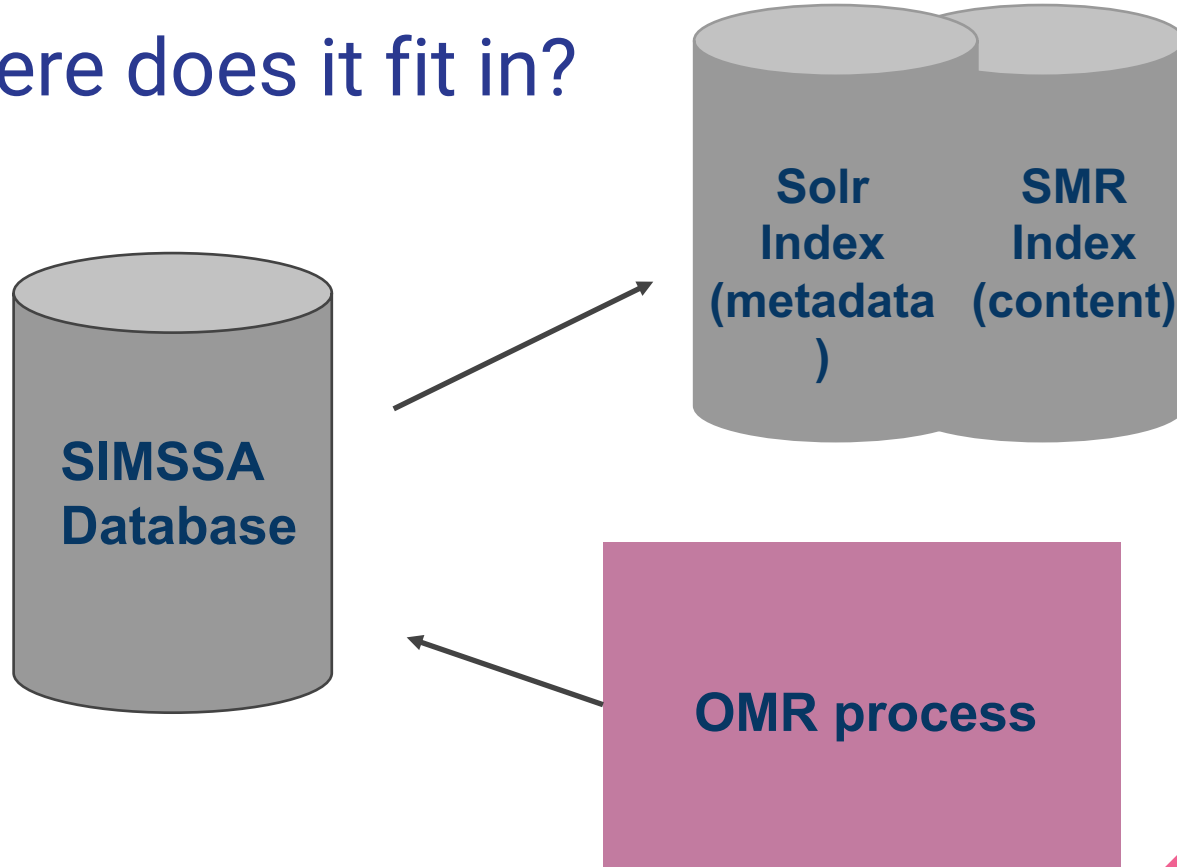 ere does it fit in?
Solr
Index
(metadata
)
SMR
Index
(content)
SIMSSA
Database
OMR process